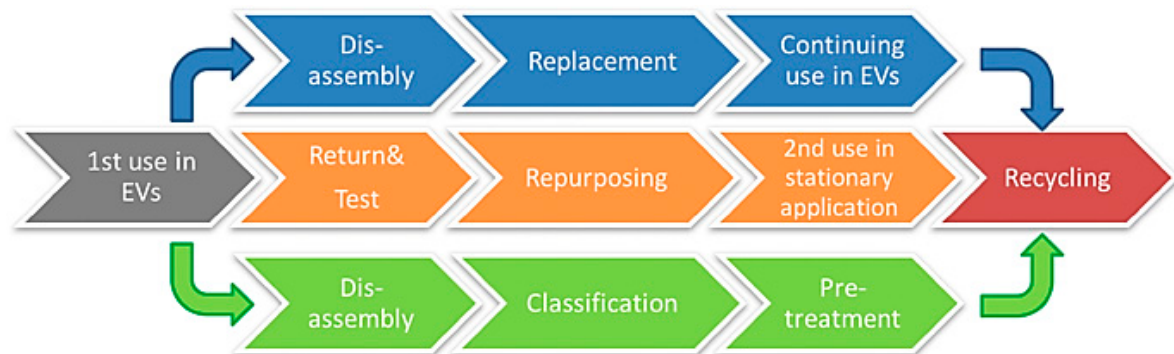 Dis-
assembly
Replacement
Continuing
use in EVs
1st use in
EVs
Return&
Test
Repurposing
2nd use in
stationary
application
Recycling
Dis-
assembly
Classification
Pre-
treatment